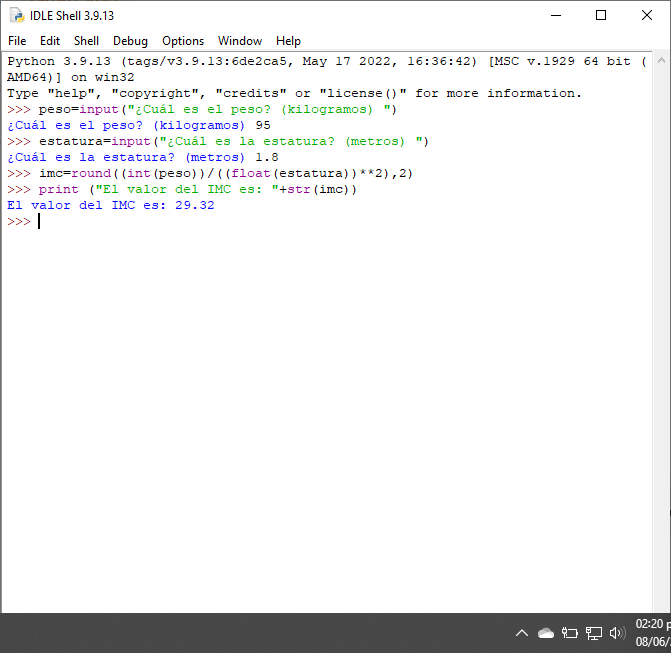 IDLE Shell 3.9.13
File Edit Shell Debug Options Window Help
Python 3.9.13 (tags/v3.9.13:6de2ca5, May 17 2022, 16:36:42) [MSC v.1929 64 bit (
AMD64)] on win32
Type "help", "copyright", "credits" or "license()" for more information.
>>> peso=input("¿Cuál es el peso? (kilogramos) ")
¿Cuál es el peso? (kilogramos) 95
>>> estatura=input("¿Cuál es la estatura? (metros) ")
¿Cuál es la estatura? (metros) 1.8
>>> imc=round((int(peso))/((float(estatura))**2),2)
>>> print ("El valor del IMC es: "+str(imc))
El valor del IMC es: 29.32
>>>
02:20 p
08/06/